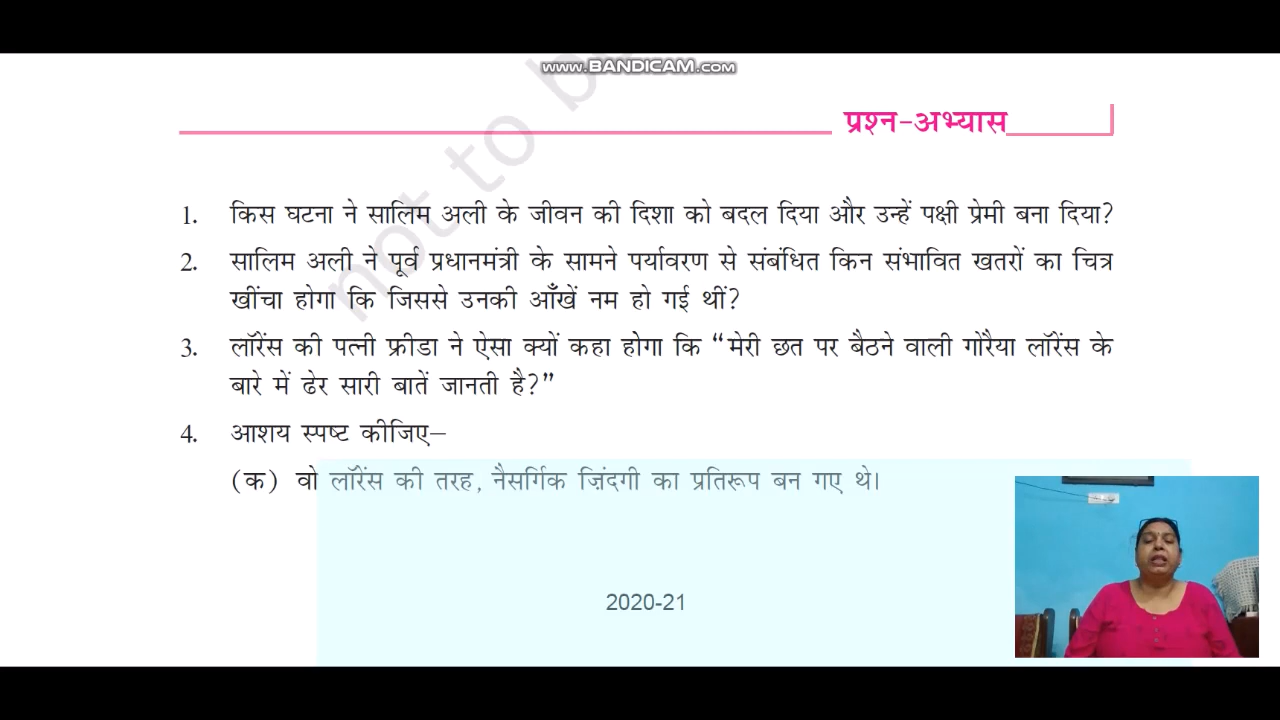 www.BANDICAM.com
not to b
प्रश्न-अभ्यास
1. किस घटना ने सालिम अली के जीवन की दिशा को बदल दिया और उन्हें पक्षी प्रेमी बना दिया?
2. सालिम अली ने पूर्व प्रधानमंत्री के सामने पर्यावरण से संबंधित किन संभावित खतरों का चित्र
खींचा होगा कि जिससे उनकी आँखें नम हो गई थीं?
3. लॉरेंस की पत्नी फ्रीडा ने ऐसा क्यों कहा होगा कि “मेरी छत पर बैठने वाली गोरैया लॉरेंस के
बारे में ढेर सारी बातें जानती है?”
4. आशय स्पष्ट कीजिए–
(क) वो लॉरेंस की तरह, नैसर्गिक ज़िंदगी का प्रतिरूप बन गए थे।
2020-21